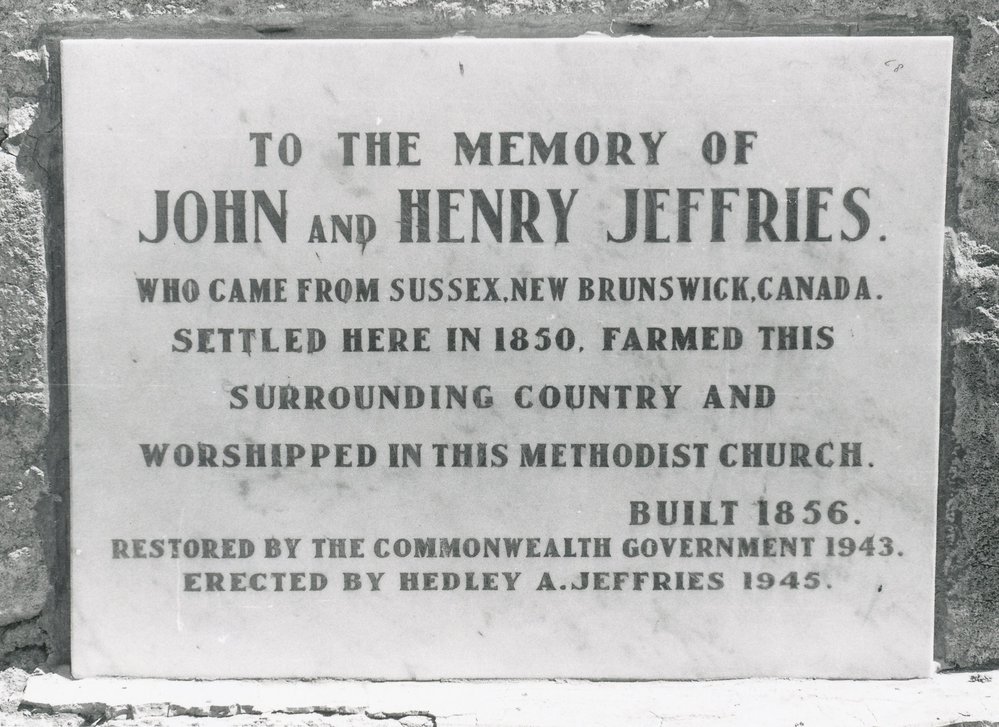 68
TO THE MEMORY OF
JOHN AND HENRY JEFFRIES.
WHO CAME FROM SUSSEX, NEW BRUNSWICK, CANADA.
SETTLED HERE IN 1850, FARMED THIS
SURROUNDING COUNTRY AND
WORSHIPPED IN THIS METHODIST CHURCH.
BUILT 1856.
RESTORED BY THE COMMONWEALTH GOVERNMENT 1943.
ERECTED BY HEDLEY A. JEFFRIES 1945.